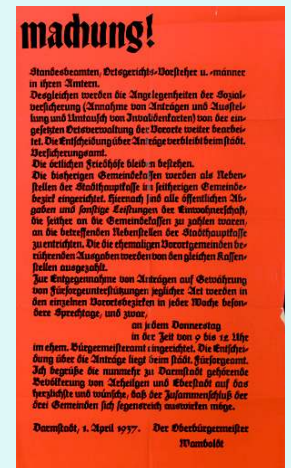 machung!
Standesbeamten, Ortsgerichts-Vorsteher u. -männer
in ihren Ämtern.
Desgleichen werden die Angelegenheiten der Sozial-
versicherung (Annahme von Anträgen und Ausstel-
lung und Umtausch von Invalidenkarten) von der ein-
gesetzten Ortsverwaltung der Vororte weiter bearbei-
tet. Die Entscheidung über Anträge verbleibt beim städt.
Versicherungsamt.
Die örtlichen Friedhöfe bleiben bestehen.
Die bisherigen Gemeindekassen werden als Neben-
stellen der Stadthauptkasse im seitherigen Gemeinde-
bezirk eingerichtet. Hiernach sind alle öffentlichen Ab-
gaben und sonstige Leistungen der Einwohnerschaft,
die seither an die Gemeindekassen zu zahlen waren,
an die betreffenden Nebenstellen der Stadthauptkasse
zu entrichten. Die die ehemaligen Vorortgemeinden be-
rührenden Ausgaben werden von den gleichen Kassen-
stellen ausgezahlt.
Zur Entgegennahme von Anträgen auf Gewährung
von Fürsorgeunterstützungen jeglicher Art werden in
den einzelnen Vorortsbezirken in jeder Woche beson-
dere Sprechtage, und zwar,
an jedem Donnerstag
in der Zeit von 9 bis 12 Uhr
im ehem. Bürgermeisteramt eingerichtet. Die Entschei-
dung über die Anträge liegt beim städt. Fürsorgeamt.
Ich begrüße die nunmehr zu Darmstadt gehörende
Bevölkerung von Arheilgen und Eberstadt auf das
herzlichste und wünsche, daß der Zusammenschluß der
drei Gemeinden sich segensreich auswirken möge.
Darmstadt, 1. April 1937. Der Oberbürgermeister
Wamboldt